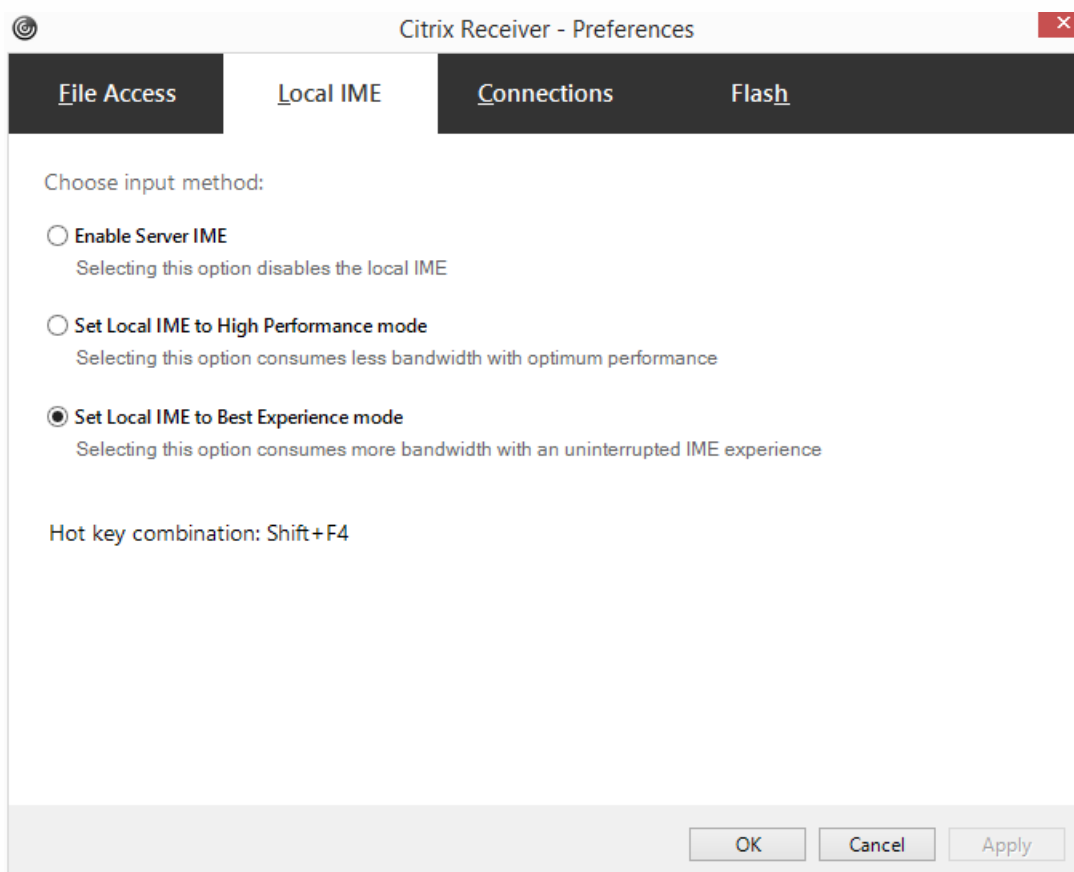 Citrix Receiver - Preferences
File Access Local IME Connections Flash
Choose input method:
Enable Server IME
Selecting this option disables the local IME
Set Local IME to High Performance mode
Selecting this option consumes less bandwidth with optimum performance
Set Local IME to Best Experience mode
Selecting this option consumes more bandwidth with an uninterrupted IME experience
Hot key combination: Shift+F4
OK Cancel Apply